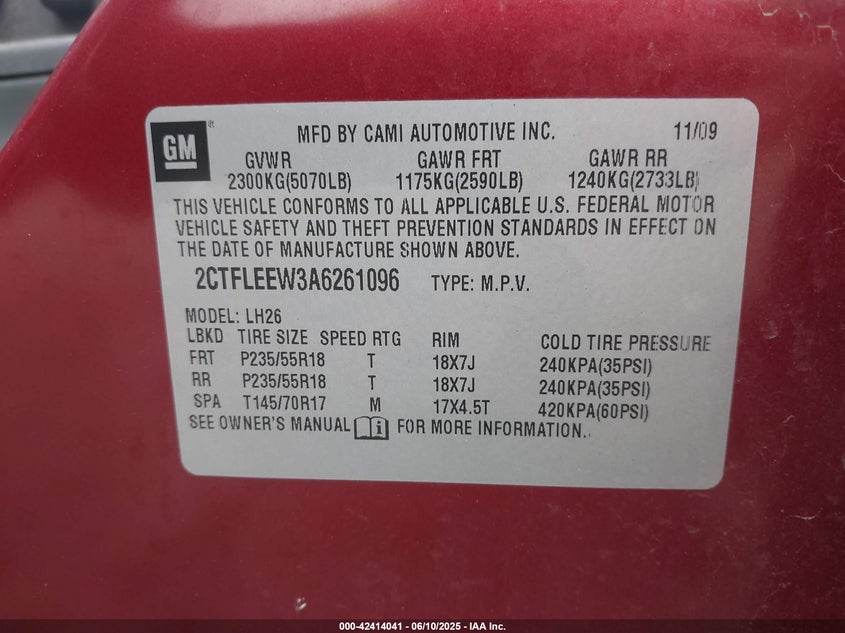 GM ®
MFD BY CAMI AUTOMOTIVE INC. 11/09
GVWR GAWR FRT GAWR RR
2300KG(5070LB) 1175KG(2590LB) 1240KG(2733LB)
THIS VEHICLE CONFORMS TO ALL APPLICABLE U.S. FEDERAL MOTOR
VEHICLE SAFETY AND THEFT PREVENTION STANDARDS IN EFFECT ON
THE DATE OF MANUFACTURE SHOWN ABOVE.
2CTFLEEW3A6261096 TYPE: M.P.V.
MODEL: LH26
LBKD TIRE SIZE SPEED RTG RIM COLD TIRE PRESSURE
FRT P235/55R18 T 18X7J 240KPA(35PSI)
RR P235/55R18 T 18X7J 240KPA(35PSI)
SPA T145/70R17 M 17X4.5T 420KPA(60PSI)
SEE OWNER'S MANUAL i FOR MORE INFORMATION.
000-42414041 - 06/10/2025 - IAA Inc.